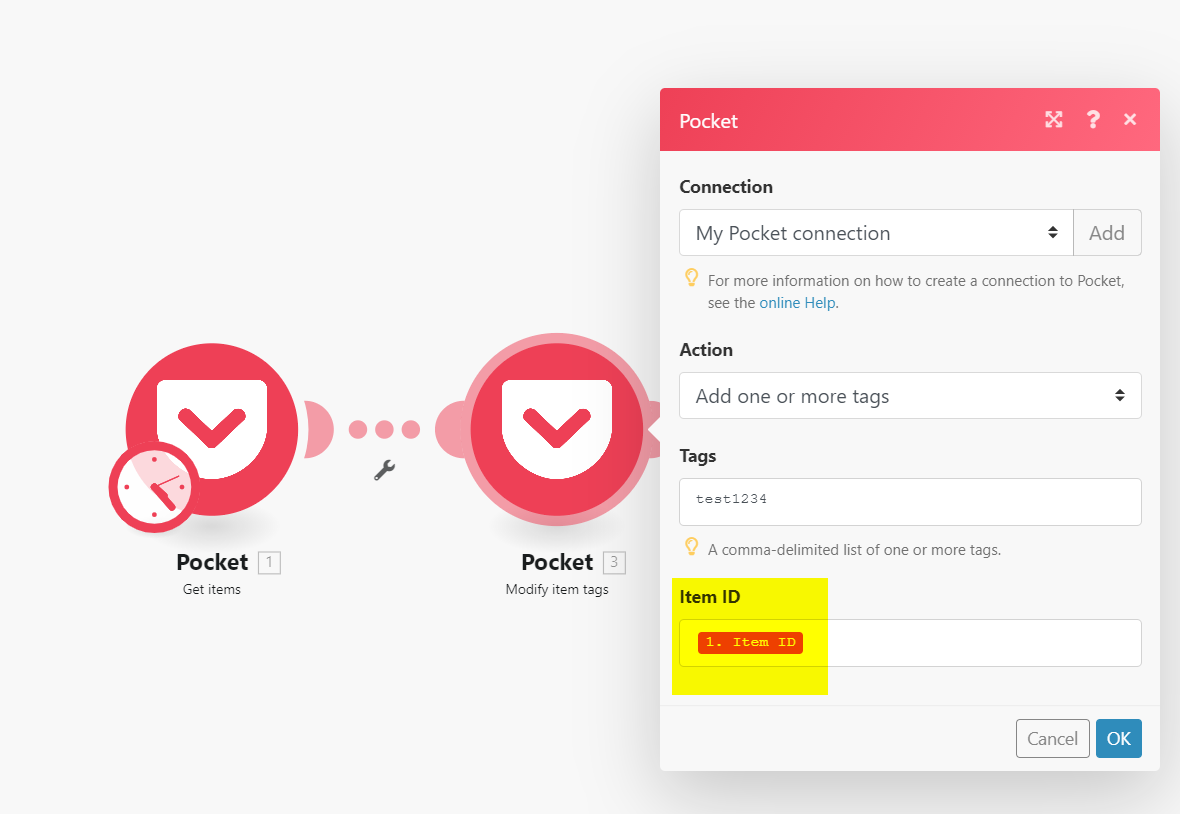 Pocket
Connection
My Pocket connection
Add
For more information on how to create a connection to Pocket,
see the online Help.
Action
Add one or more tags
Tags
test1234
A comma-delimited list of one or more tags.
Item ID
1. Item ID
Cancel
OK
Pocket 1
Get items
Pocket 3
Modify item tags